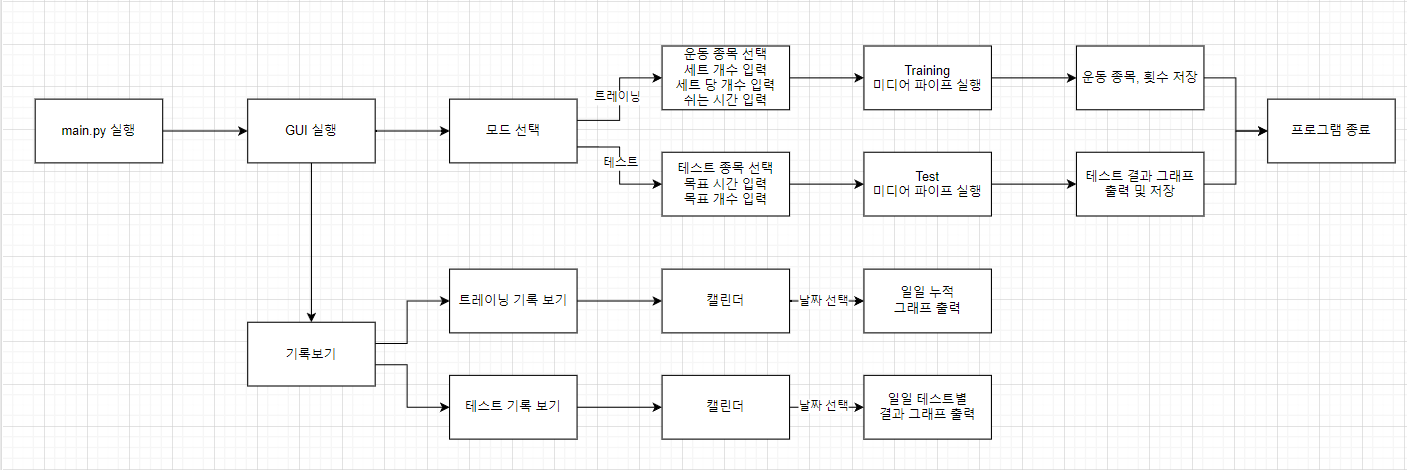 main.py 실행
GUI 실행
모드 선택
트레이닝
운동 종목 선택
세트 개수 입력
세트 당 개수 입력
쉬는 시간 입력
Training
미디어 파이프 실행
운동 종목, 횟수 저장
프로그램 종료
테스트
테스트 종목 선택
목표 시간 입력
목표 개수 입력
Test
미디어 파이프 실행
테스트 결과 그래프
출력 및 저장
기록보기
트레이닝 기록 보기
캘린더
날짜 선택
일일 누적
그래프 출력
테스트 기록 보기
캘린더
날짜 선택
일일 테스트별
결과 그래프 출력